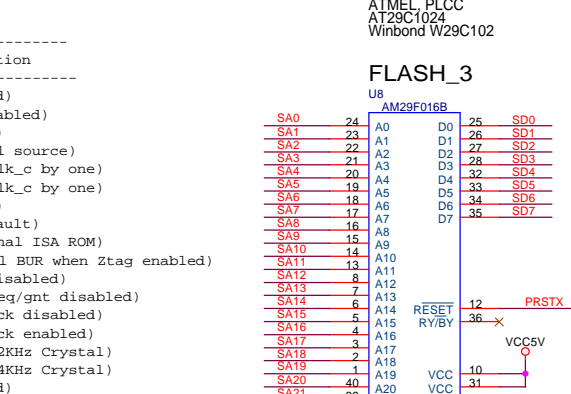 ATMEL, PLCC
AT29C1024
Winbond W29C102
FLASH_3
U8
AM29F016B
--------
tion
---------
d)
abled)
)
l source)
lk_c by one)
lk_c by one)
)
ault)
nal ISA ROM)
l BUR when Ztag enabled)
isabled)
eq/gnt disabled)
ck disabled)
ck enabled)
2KHz Crystal)
4KHz Crystal)
d)
SA0 24 A0 D0 25 SD0
SA1 23 A1 D1 26 SD1
SA2 22 A2 D2 27 SD2
SA3 21 A3 D3 28 SD3
SA4 20 A4 D4 32 SD4
SA5 19 A5 D5 33 SD5
SA6 18 A6 D6 34 SD6
SA7 17 A7 D7 35 SD7
SA8 16 A8
SA9 15 A9
SA10 14 A10
SA11 13 A11
SA12 8 A12
SA13 7 A13
SA14 6 A14 RESET 12 PRSTX
SA15 5 A15 RY/BY 36
SA16 4 A16
SA17 3 A17 VCC5V
SA18 2 A18
SA19 1 A19 VCC 10
SA20 40 A20 VCC 31
SA21